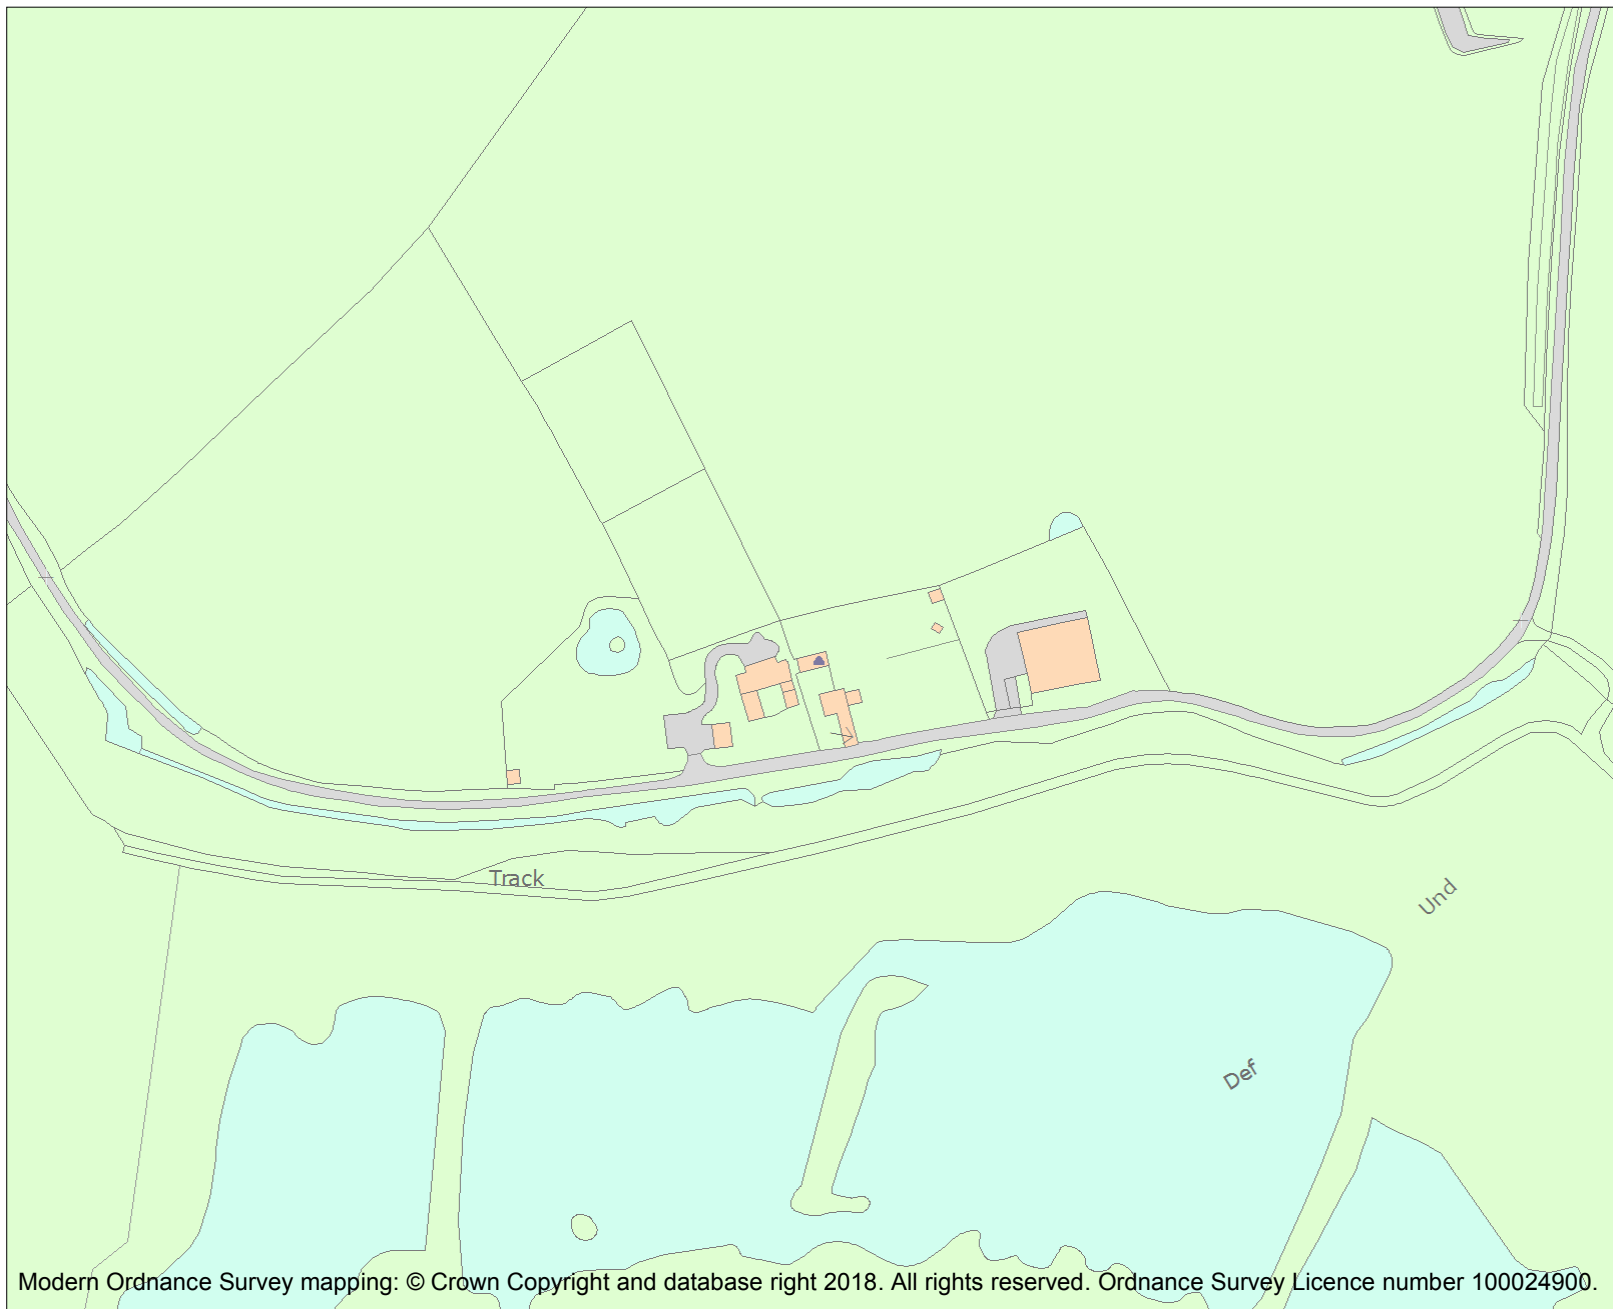 Track
Und
Def
Modern Ordnance Survey mapping: © Crown Copyright and database right 2018. All rights reserved. Ordnance Survey Licence number 100024900.